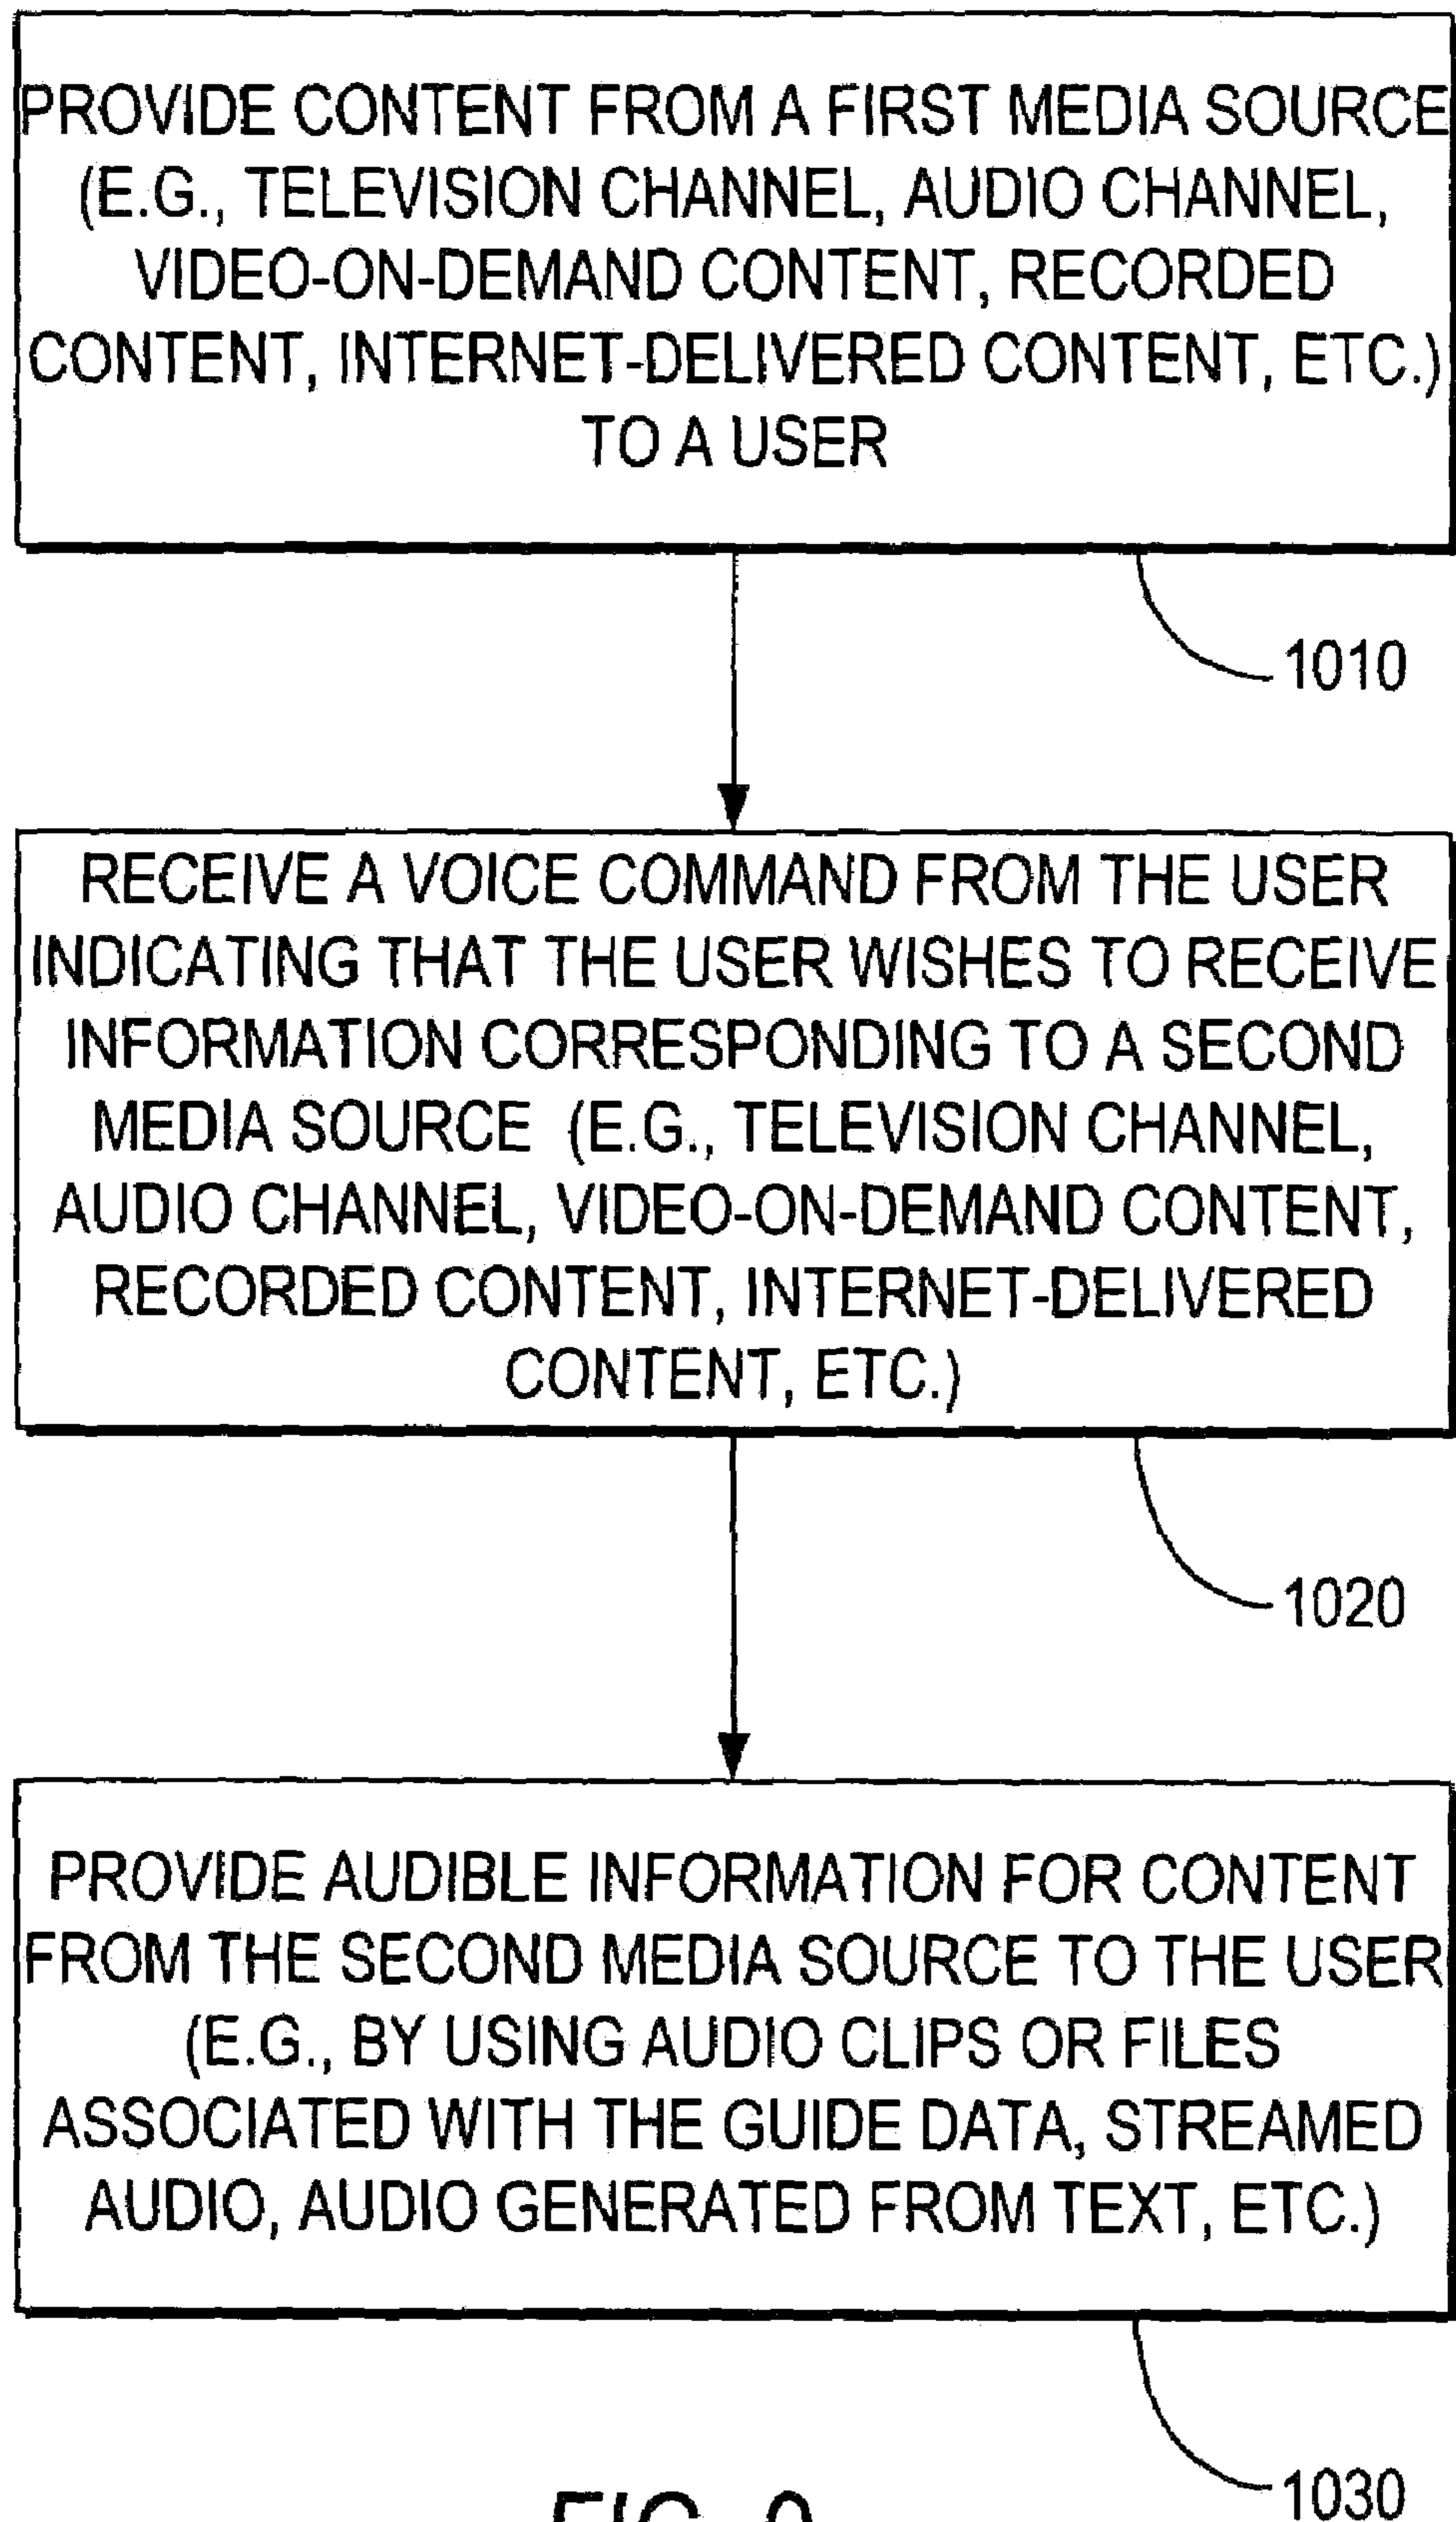 PROVIDE CONTENT FROM A FIRST MEDIA SOURCE
(E.G., TELEVISION CHANNEL, AUDIO CHANNEL,
VIDEO-ON-DEMAND CONTENT, RECORDED
CONTENT, INTERNET-DELIVERED CONTENT, ETC.)
TO A USER
1010
RECEIVE A VOICE COMMAND FROM THE USER
INDICATING THAT THE USER WISHES TO RECEIVE
INFORMATION CORRESPONDING TO A SECOND
MEDIA SOURCE (E.G., TELEVISION CHANNEL,
AUDIO CHANNEL, VIDEO-ON-DEMAND CONTENT,
RECORDED CONTENT, INTERNET-DELIVERED
CONTENT, ETC.)
1020
PROVIDE AUDIBLE INFORMATION FOR CONTENT
FROM THE SECOND MEDIA SOURCE TO THE USER
(E.G., BY USING AUDIO CLIPS OR FILES
ASSOCIATED WITH THE GUIDE DATA, STREAMED
AUDIO, AUDIO GENERATED FROM TEXT, ETC.)
1030
FIG.